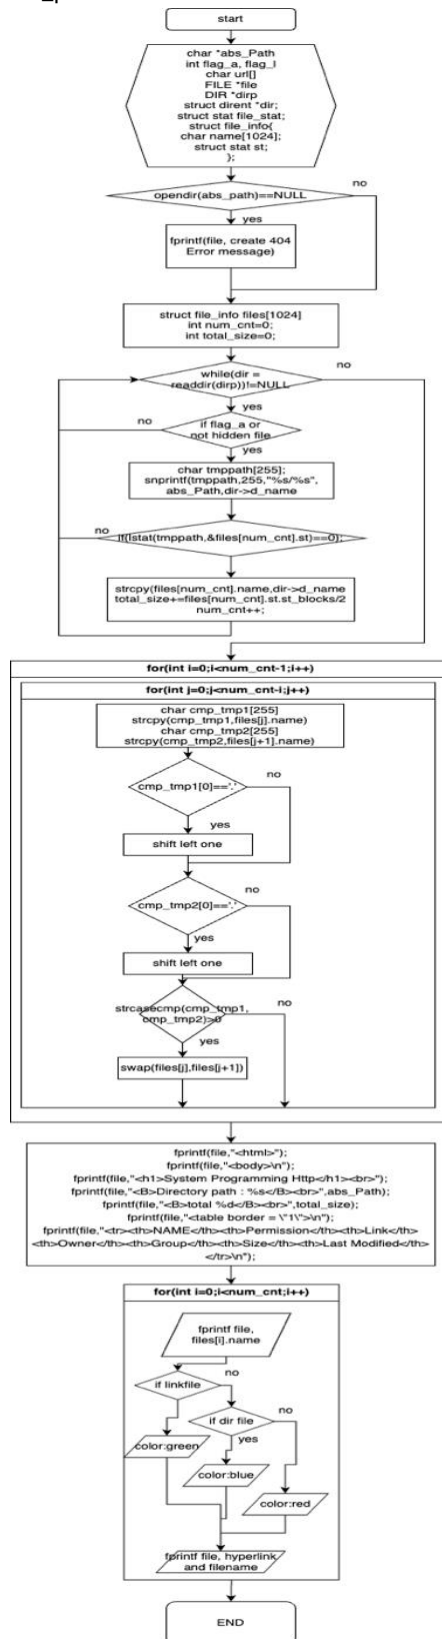 start
char *abs_Path
int flag_a, flag_l
char url[]
FILE *file
DIR *dirp
struct dirent *dir;
struct stat file_stat;
struct file_info{
char name[1024];
struct stat st;
};
no
opendir(abs_path)==NULL
yes
fprintf(file, create 404
Error message)
struct file_info files[1024]
int num_cnt=0;
int total_size=0;
no
while(dir =
readdir(dirp))!=NULL
yes
no
if flag_a or
not hidden file
yes
char tmppath[255];
snprintf(tmppath,255,"%s/%s",
abs_Path,dir->d_name
no
if(lstat(tmppath,&files[num_cnt].st)==0);
strcpy(files[num_cnt].name,dir->d_name
total_size+=files[num_cnt].st.st_blocks/2
num_cnt++;
for(int i=0;i<num_cnt-1;i++)
for(int j=0;j<num_cnt-i;j++)
char cmp_tmp1[255]
strcpy(cmp_tmp1,files[j].name)
char cmp_tmp2[255]
strcpy(cmp_tmp2,files[j+1].name)
no
cmp_tmp1[0]=='.'
yes
shift left one
no
cmp_tmp2[0]=='.'
yes
shift left one
no
strcasecmp(cmp_tmp1,
cmp_tmp2)>0
yes
swap(files[j],files[j+1])
fprintf(file,"<html>");
fprintf(file,"<body>\n");
fprintf(file,"<h1>System Programming Http</h1><br>");
fprintf(file,"<B>Directory path : %s</B><br>",abs_Path);
fprintf(file,"<B>total %d</B><br>",total_size);
fprintf(file,"<table border = \"1\">\n");
fprintf(file,"<tr><th>NAME</th><th>Permission</th><th>Link</th>
<th>Owner</th><th>Group</th><th>Size</th><th>Last Modified</th>
</tr>\n");
for(int i=0;i<num_cnt;i++)
fprintf file,
files[i].name
no
if linkfile
no
if dir file
yes
color:green
color:blue
color:red
fprintf file, hyperlink
and filename
END